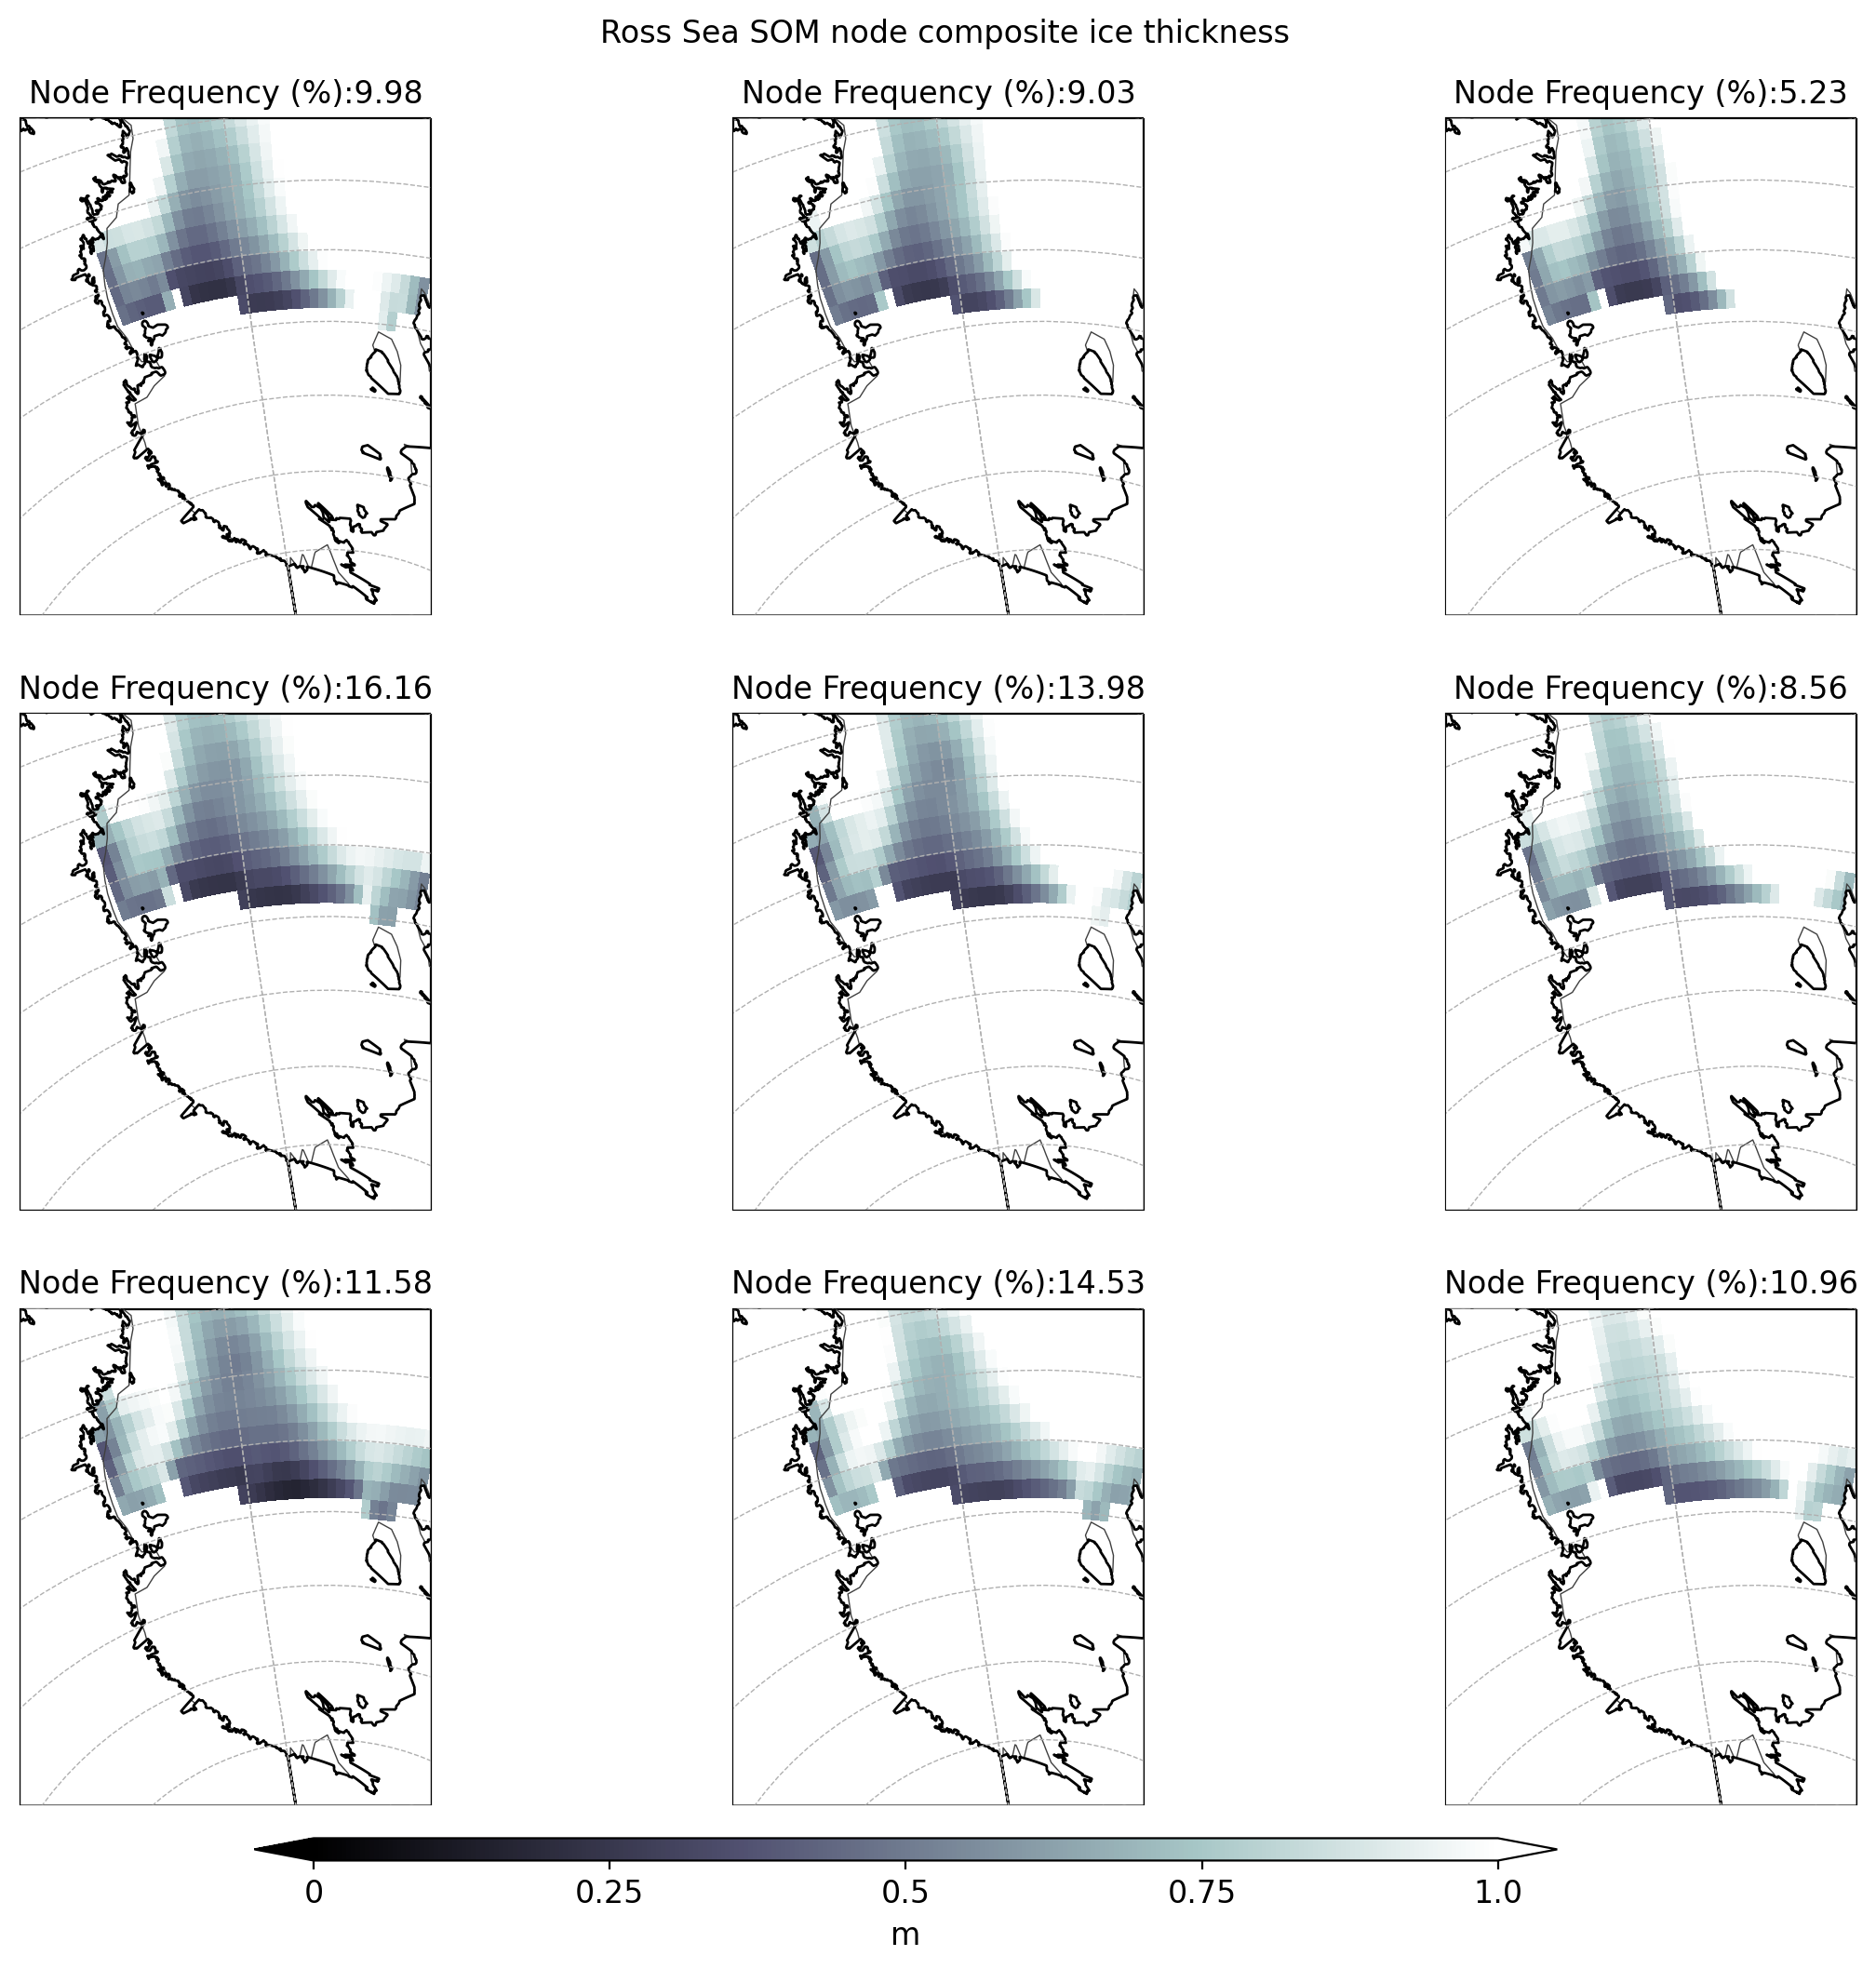 Ross Sea SOM node composite ice thickness
Node Frequency (%):9.98
Node Frequency (%):9.03
Node Frequency (%):5.23
Node Frequency (%):16.16
Node Frequency (%):13.98
Node Frequency (%):8.56
Node Frequency (%):11.58
Node Frequency (%):14.53
Node Frequency (%):10.96
0 0.25 0.5 0.75 1.0
m